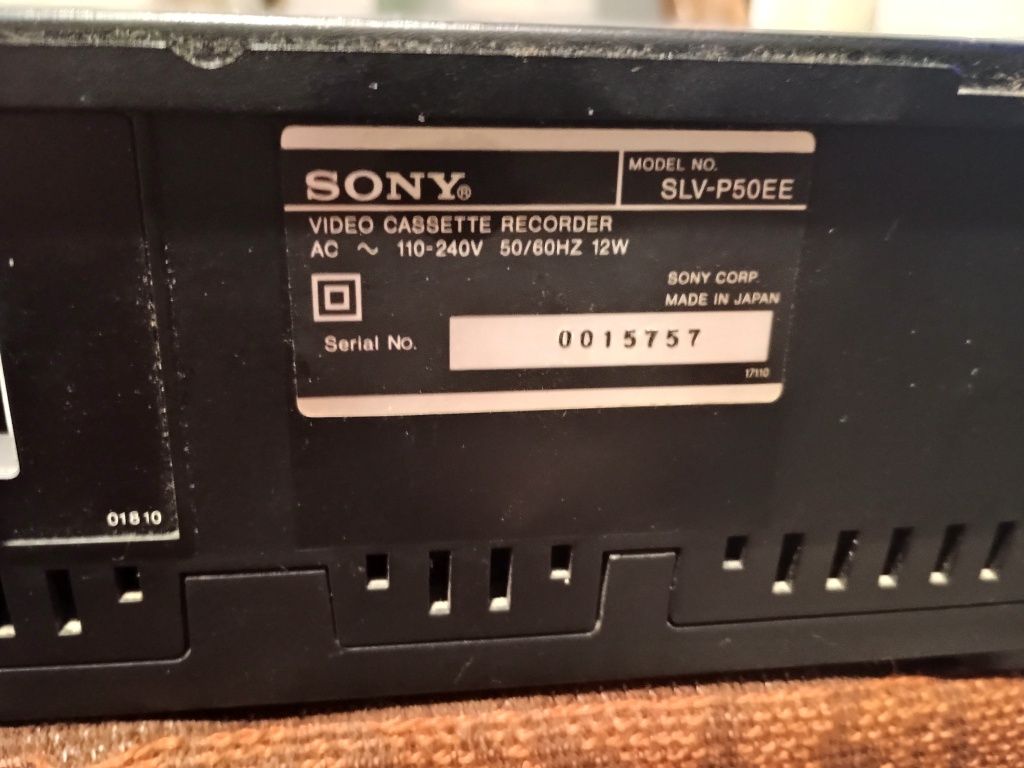 SONY®
MODEL NO.
SLV-P50EE
VIDEO CASSETTE RECORDER
AC ~ 110-240V 50/60HZ 12W
SONY CORP.
MADE IN JAPAN
Serial No. 0015757
17110
01810